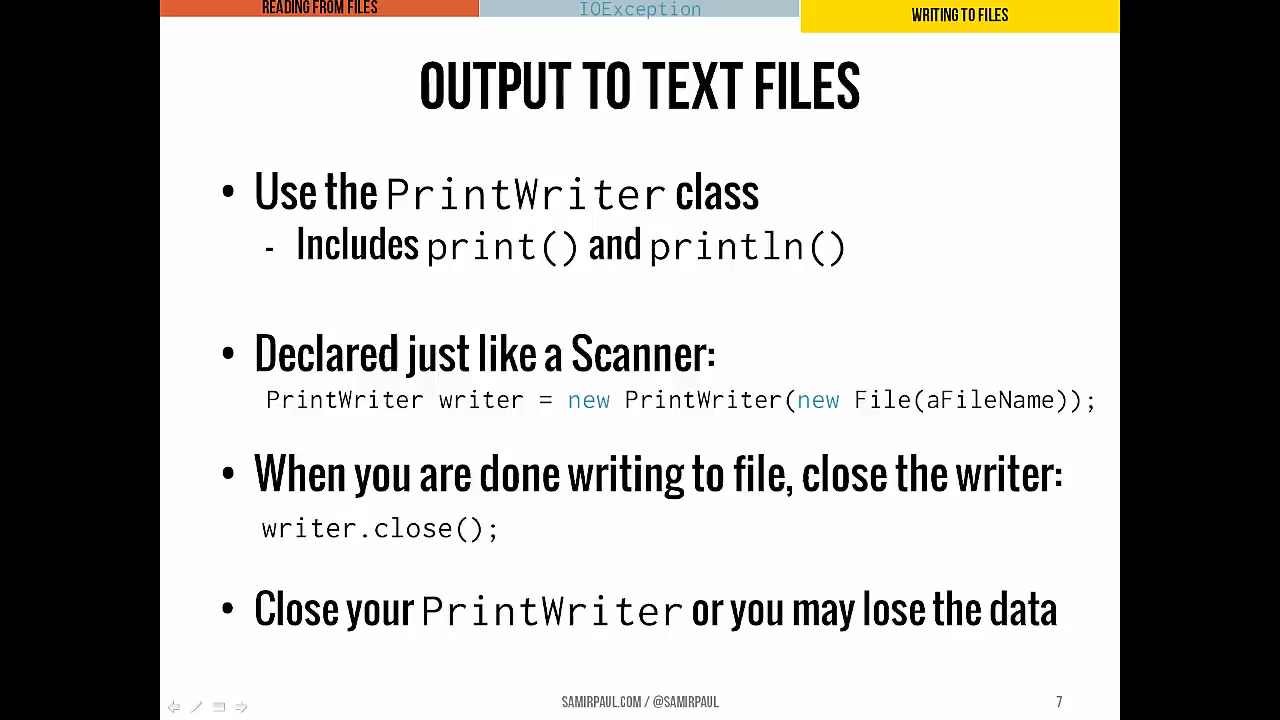 READING FROM FILES
IOException
WRITING TO FILES
OUTPUT TO TEXT FILES
• Use the PrintWriter class
- Includes print() and println()
• Declared just like a Scanner:
PrintWriter writer = new PrintWriter(new File(aFileName));
• When you are done writing to file, close the writer:
writer.close();
• Close your PrintWriter or you may lose the data
SAMIRPAUL.COM / @SAMIRPAUL
7